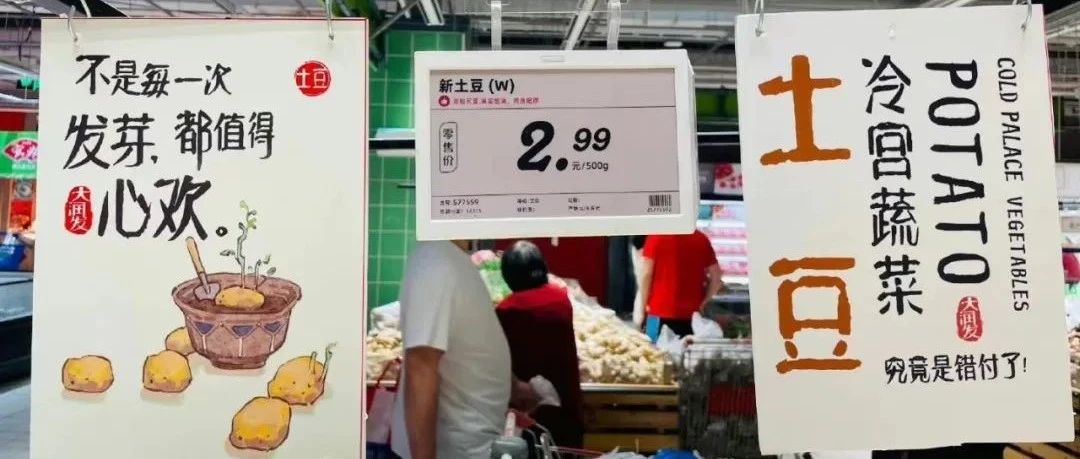 不是每一次
发芽，都值得
心欢。
土豆
大润发
新土豆 (W)
零售价
2.99
元/500g
土豆
冷宫蔬菜
POTATO
COLD PALACE VEGETABLES
大润发
究竟是错付了！